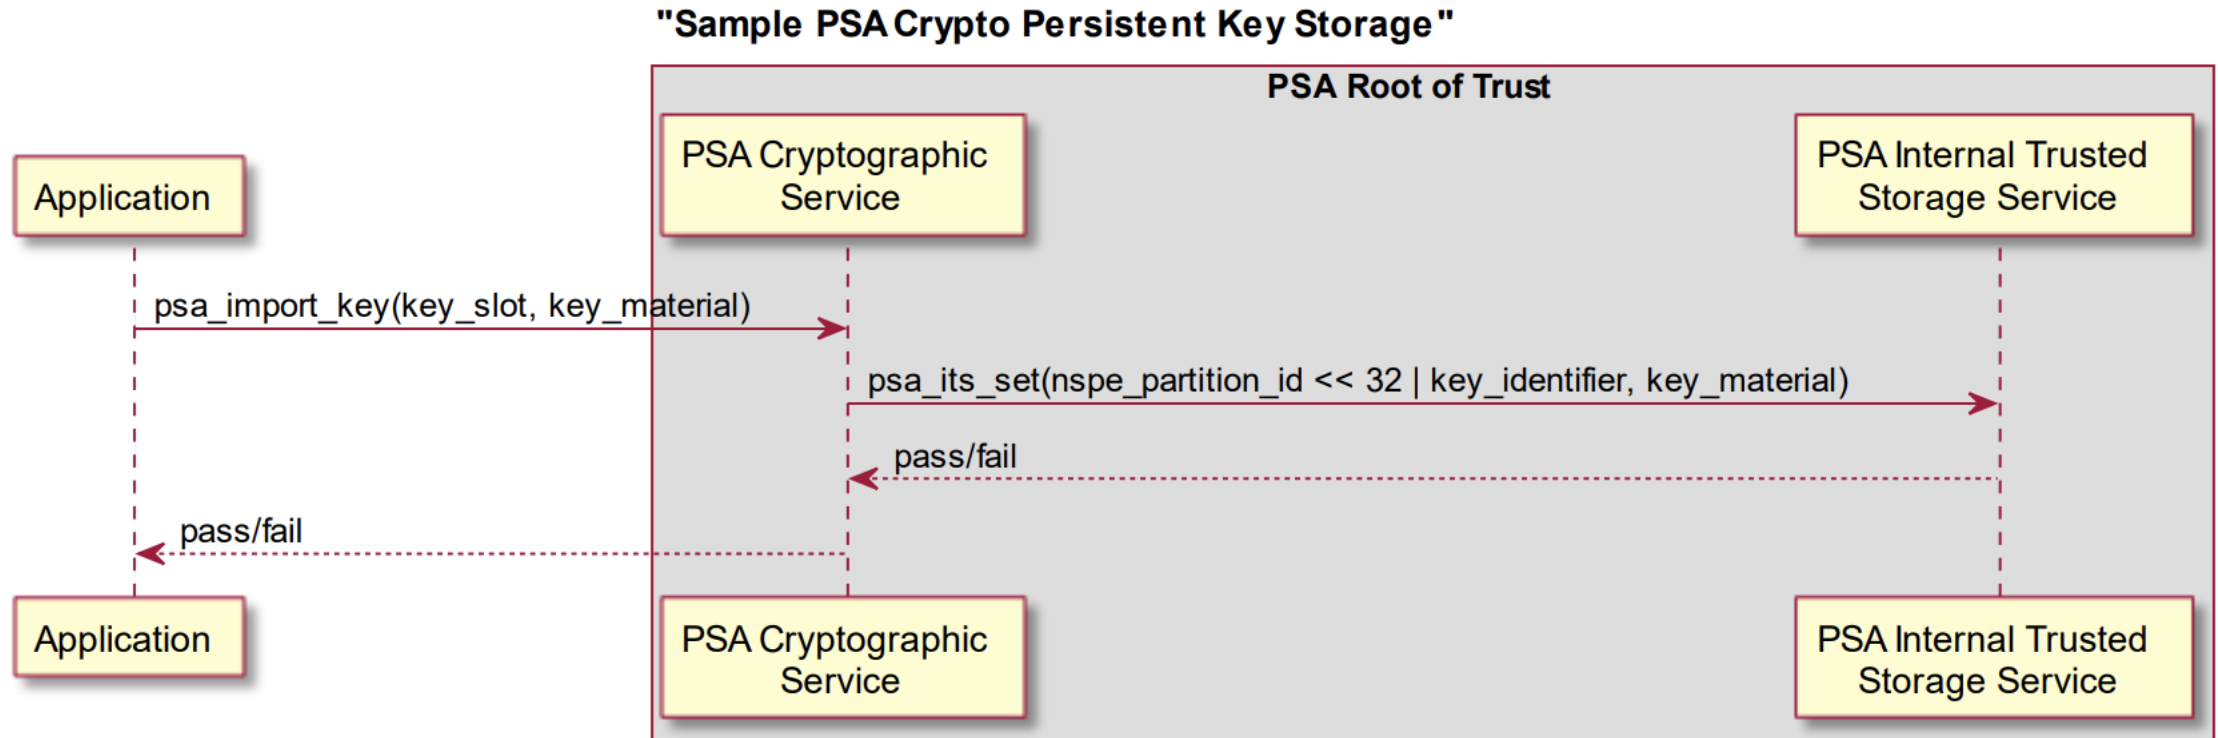 "Sample PSA Crypto Persistent Key Storage"
PSA Root of Trust
Application
PSA Cryptographic
Service
PSA Internal Trusted
Storage Service
psa_import_key(key_slot, key_material)
psa_its_set(nspe_partition_id << 32 | key_identifier, key_material)
pass/fail
pass/fail
Application
PSA Cryptographic
Service
PSA Internal Trusted
Storage Service